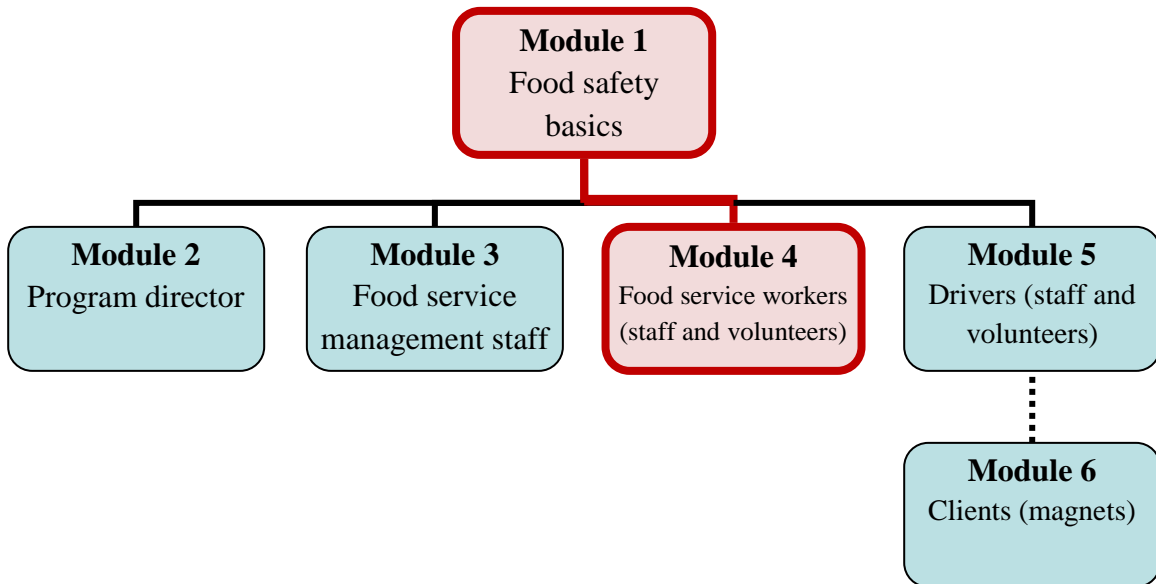 Module 1
Food safety
basics
Module 2
Program director
Module 3
Food service
management staff
Module 4
Food service workers
(staff and volunteers)
Module 5
Drivers (staff and
volunteers)
Module 6
Clients (magnets)